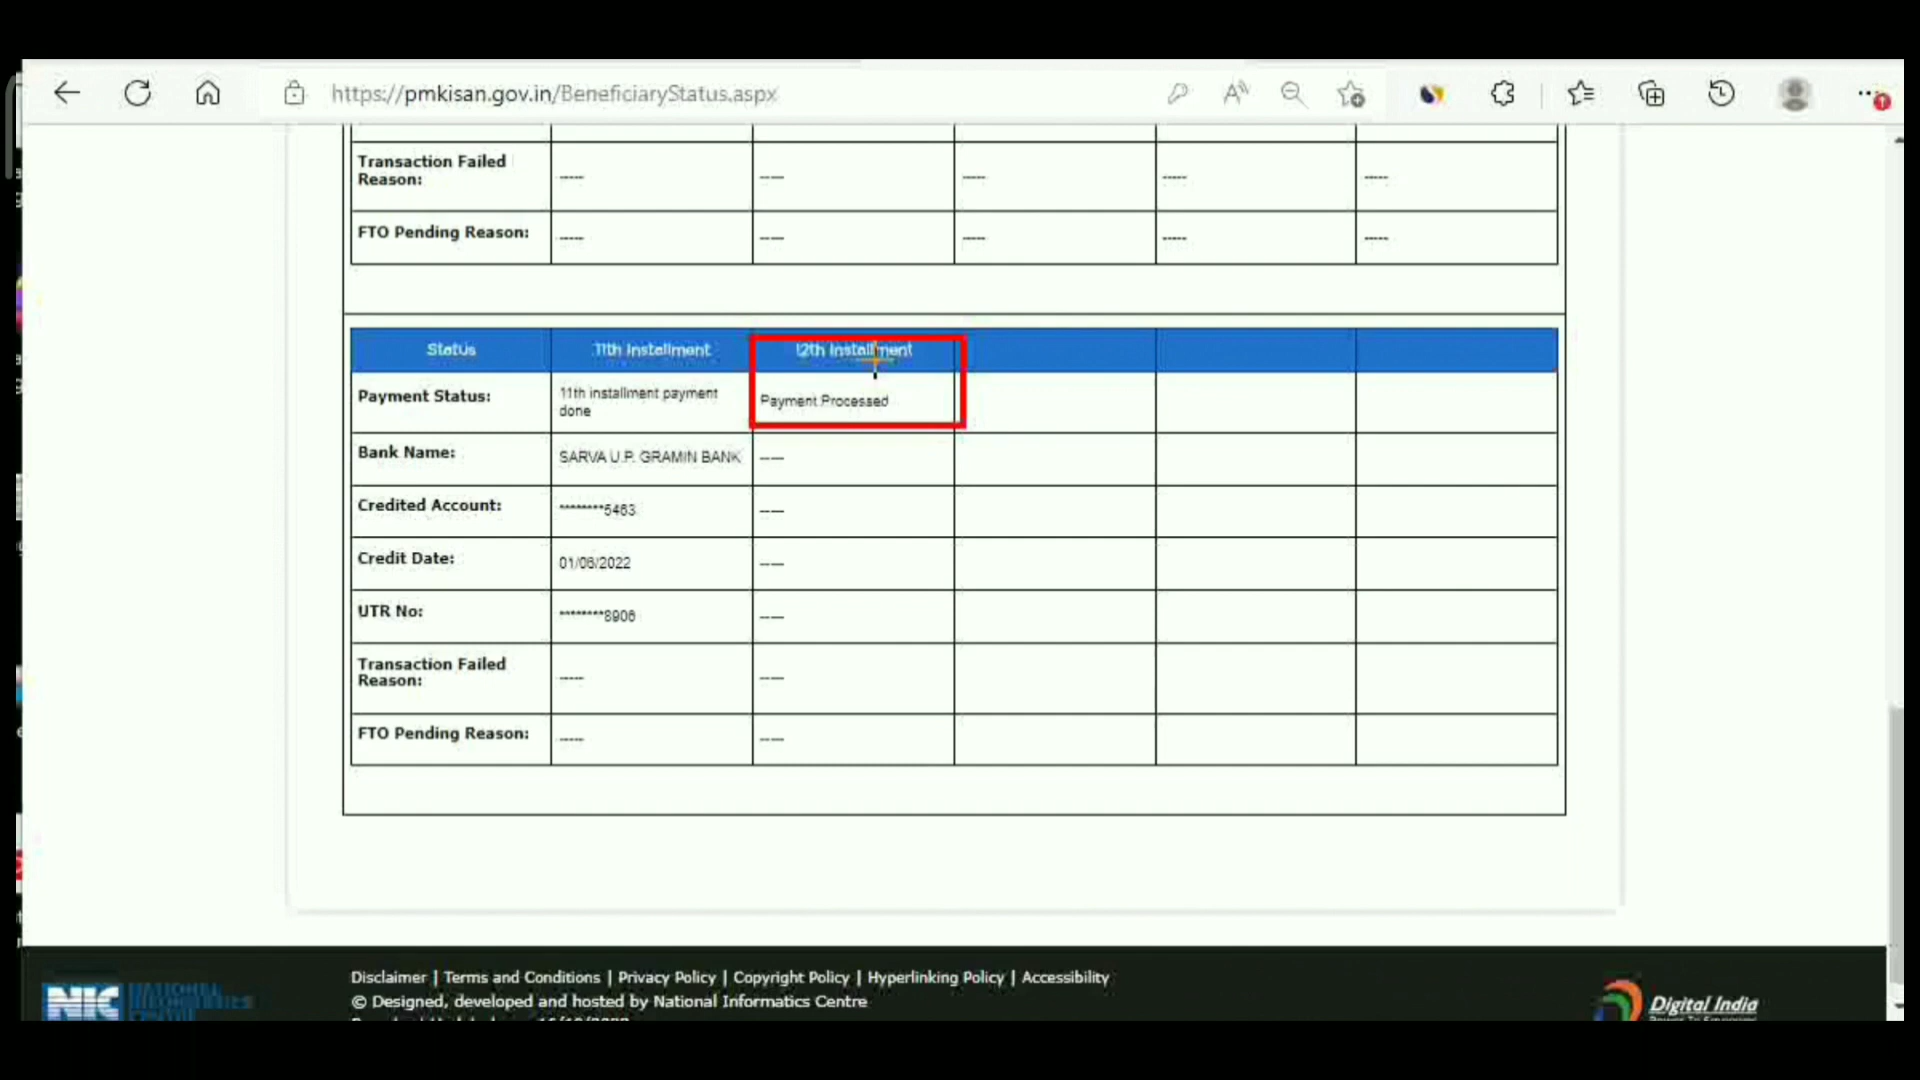 https://pmkisan.gov.in/BeneficiaryStatus.aspx
Transaction Failed
Reason: ----- ----- ----- ----- -----
FTO Pending Reason: ----- ----- ----- ----- -----
Status 11th Installment 12th Installment
Payment Status: 11th installment payment
done Payment Processed
Bank Name: SARVA U.P. GRAMIN BANK -----
Credited Account: ********5463 -----
Credit Date: 01/06/2022 -----
UTR No: ********8906 -----
Transaction Failed
Reason: ----- -----
FTO Pending Reason: ----- -----
Disclaimer | Terms and Conditions | Privacy Policy | Copyright Policy | Hyperlinking Policy | Accessibility
© Designed, developed and hosted by National Informatics Centre
NIC
Digital India